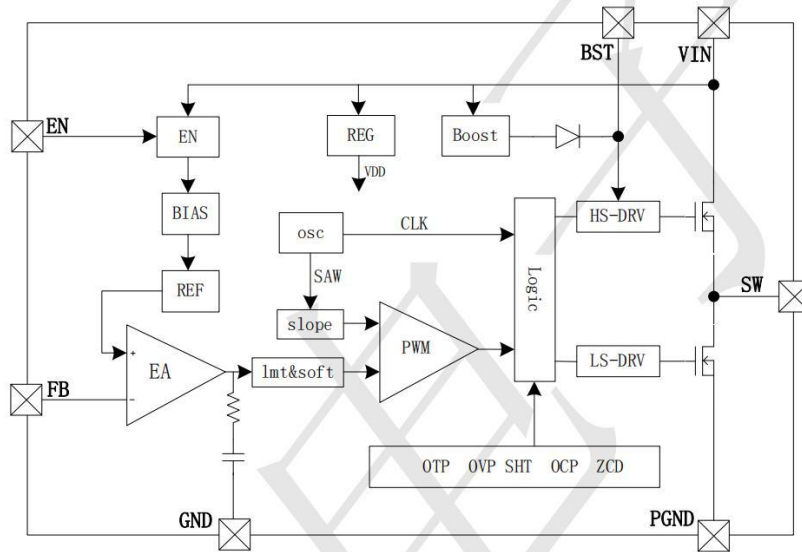 BST
VIN
EN
EN
REG
Boost
VDD
BIAS
HS-DRV
osc
CLK
Logic
REF
SAW
SW
slope
PWM
+
EA
lmt&soft
LS-DRV
FB
-
OTP OVP SHT OCP ZCD
GND
PGND